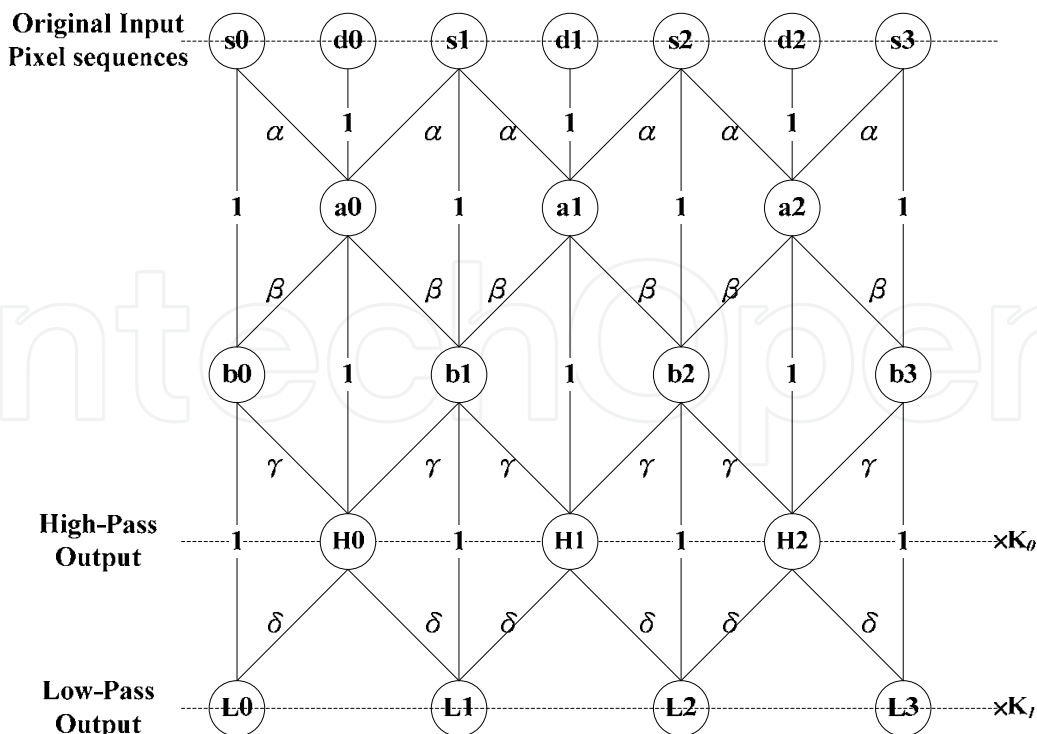 Original Input
Pixel sequences
s0 d0 s1 d1 s2 d2 s3
α 1 α α 1 α α 1 α
1 a0 1 a1 1 a2 1
β β β β β β
b0 1 b1 1 b2 1 b3
γ γ γ γ γ γ
High-Pass
Output
1 H0 1 H1 1 H2 1 ×K₀
δ δ δ δ δ δ
Low-Pass
Output
L0 L1 L2 L3 ×K₁
ntechOpen